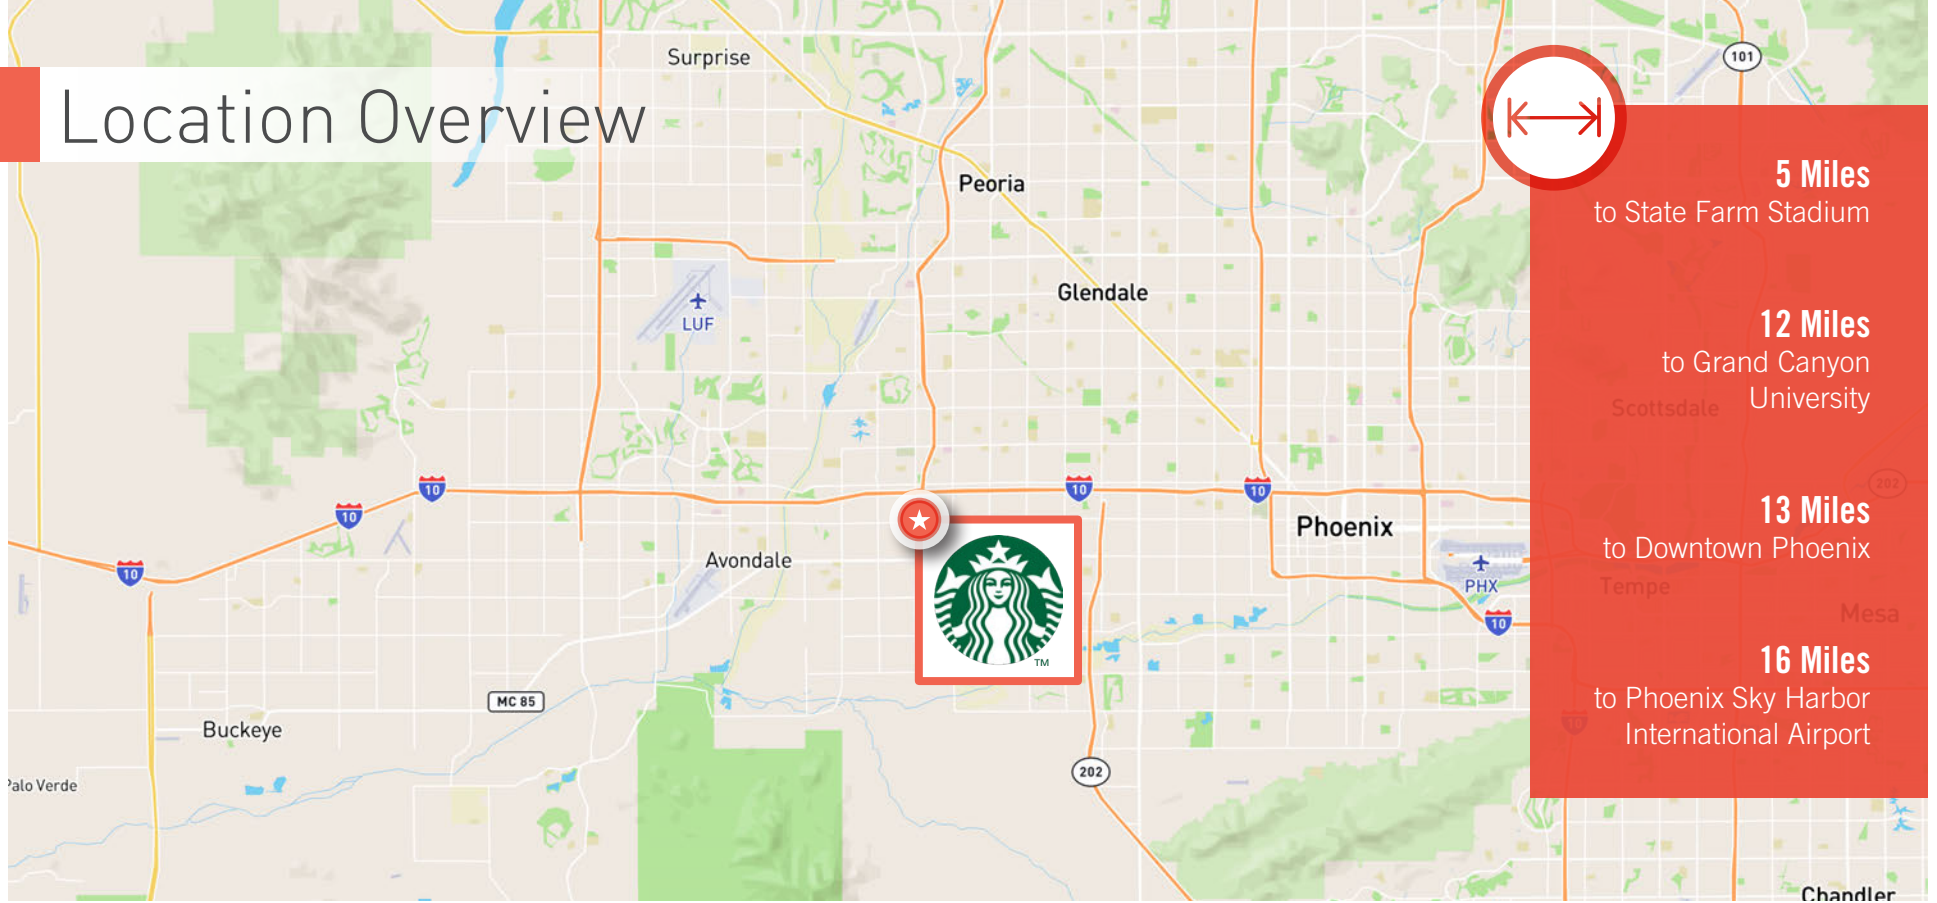 Location Overview
Surprise
101
Peoria
5 Miles
to State Farm Stadium
Glendale
LUF
12 Miles
to Grand Canyon
University
Scottsdale
10
10
10
10
10
202
13 Miles
to Downtown Phoenix
Phoenix
Avondale
PHX
Tempe
Mesa
10
TM
16 Miles
to Phoenix Sky Harbor
International Airport
MC 85
10
Buckeye
202
Palo Verde
Chandler